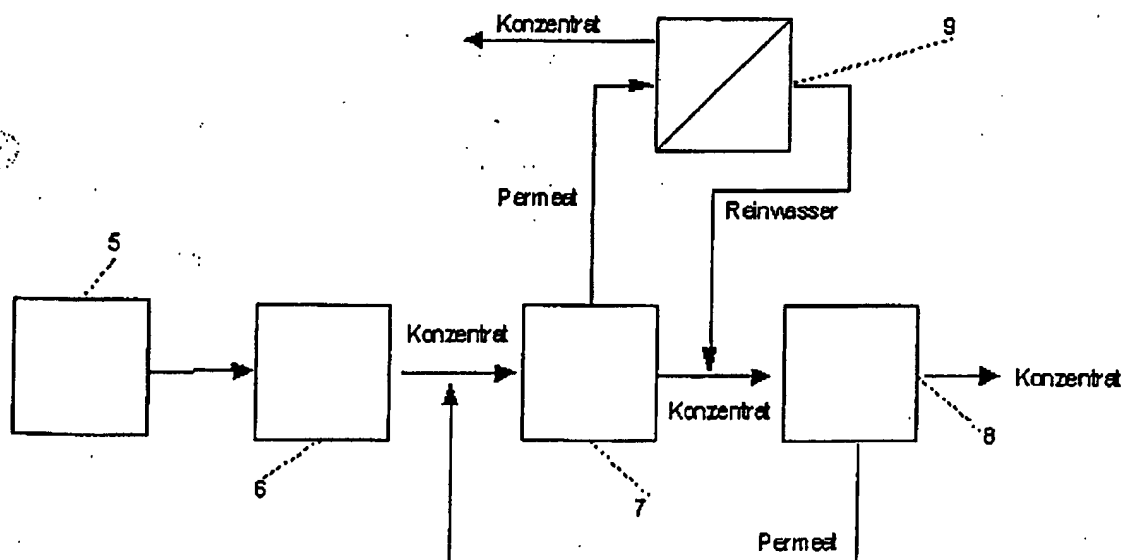 Konzentrat
9
Permeat
Reinwasser
5
Konzentrat
Konzentrat
Konzentrat
6
7
8
Permeat